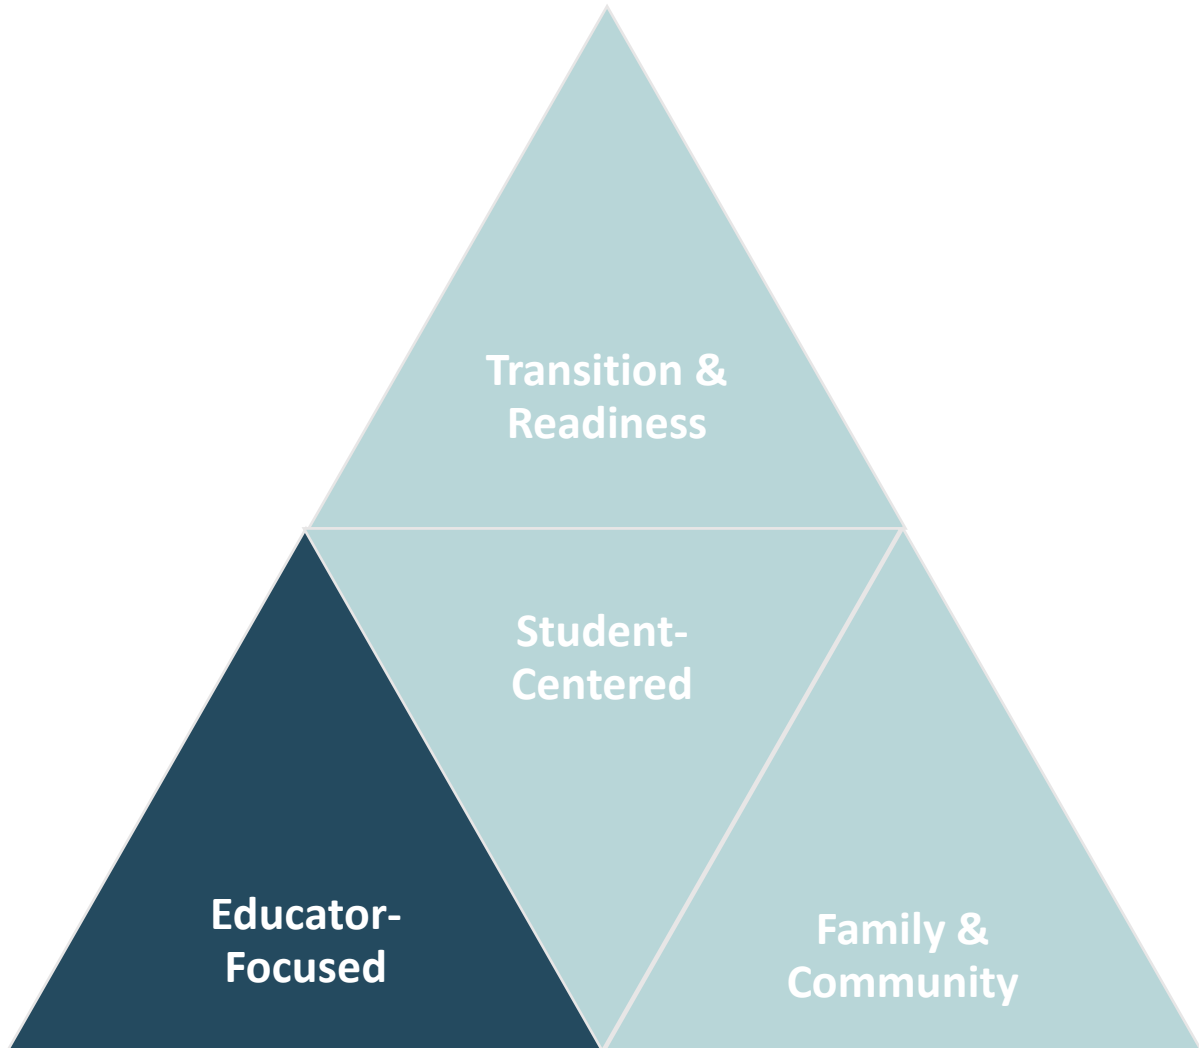 Transition &
Readiness
Student-
Centered
Educator-
Focused
Family &
Community